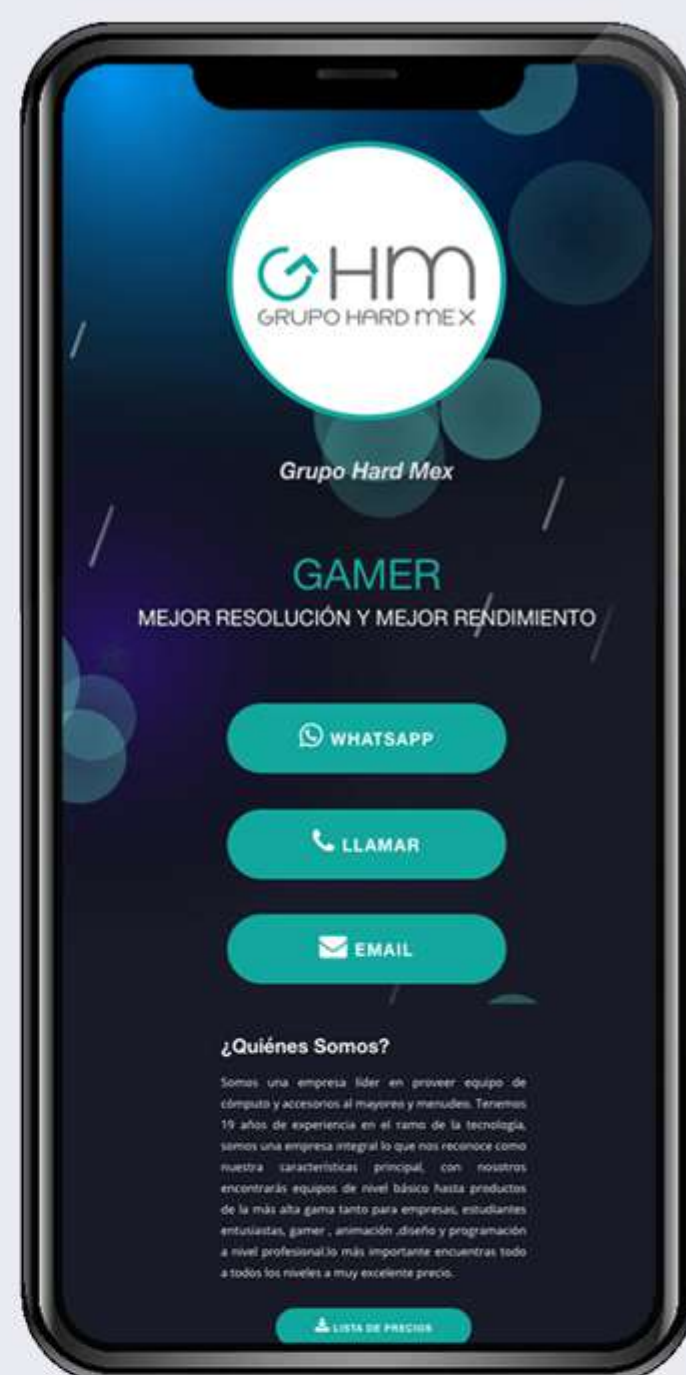 GHM
GRUPO HARD MEX
Grupo Hard Mex
GAMER
MEJOR RESOLUCIÓN Y MEJOR RENDIMIENTO
WHATSAPP
LLAMAR
EMAIL
¿Quiénes Somos?
Somos una empresa líder en proveer equipo de
cómputo y accesorios al mayoreo y menudeo. Tenemos
19 años de experiencia en el ramo de la tecnología,
somos una empresa integral lo que nos reconoce como
nuestra características principal, con nosotros
encontrarás equipos de nivel básico hasta productos
de la más alta gama tanto para empresas, estudiantes
entusiastas, gamer , animación ,diseño y programación
a nivel profesional.lo más importante encuentras todo
a todos los niveles a muy excelente precio.
LISTA DE PRECIOS